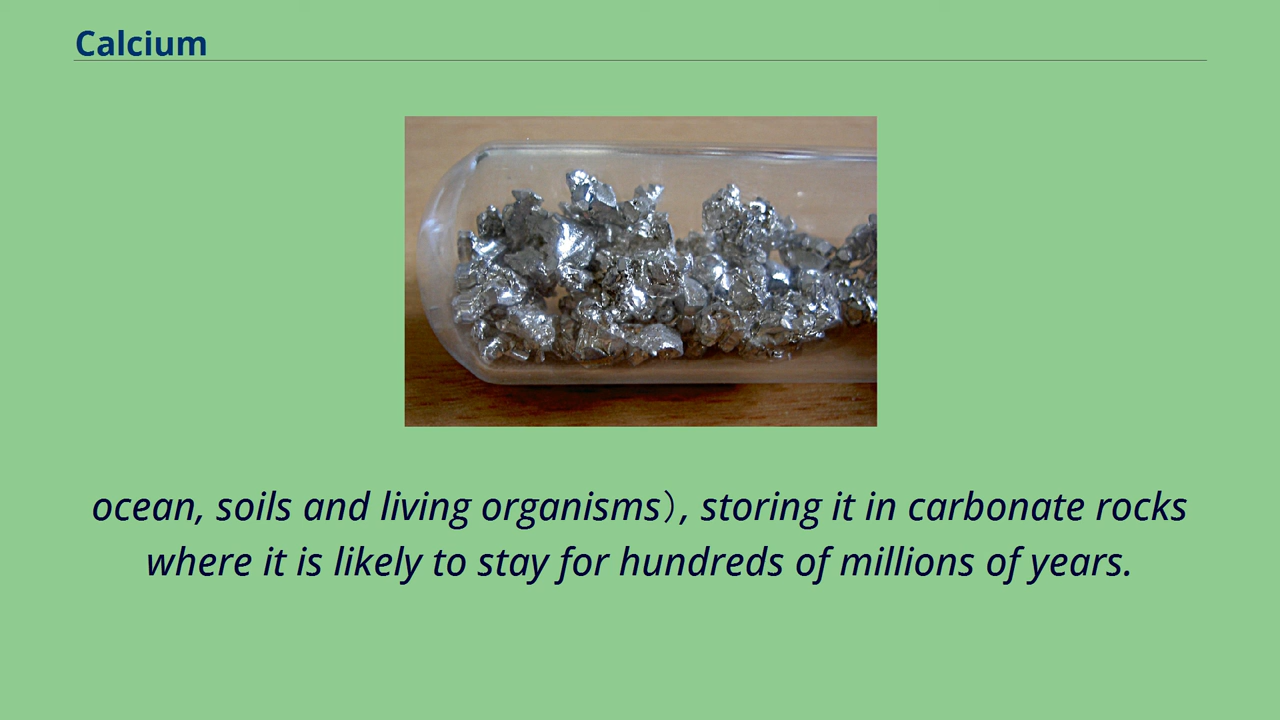 Calcium
ocean, soils and living organisms）, storing it in carbonate rocks
where it is likely to stay for hundreds of millions of years.